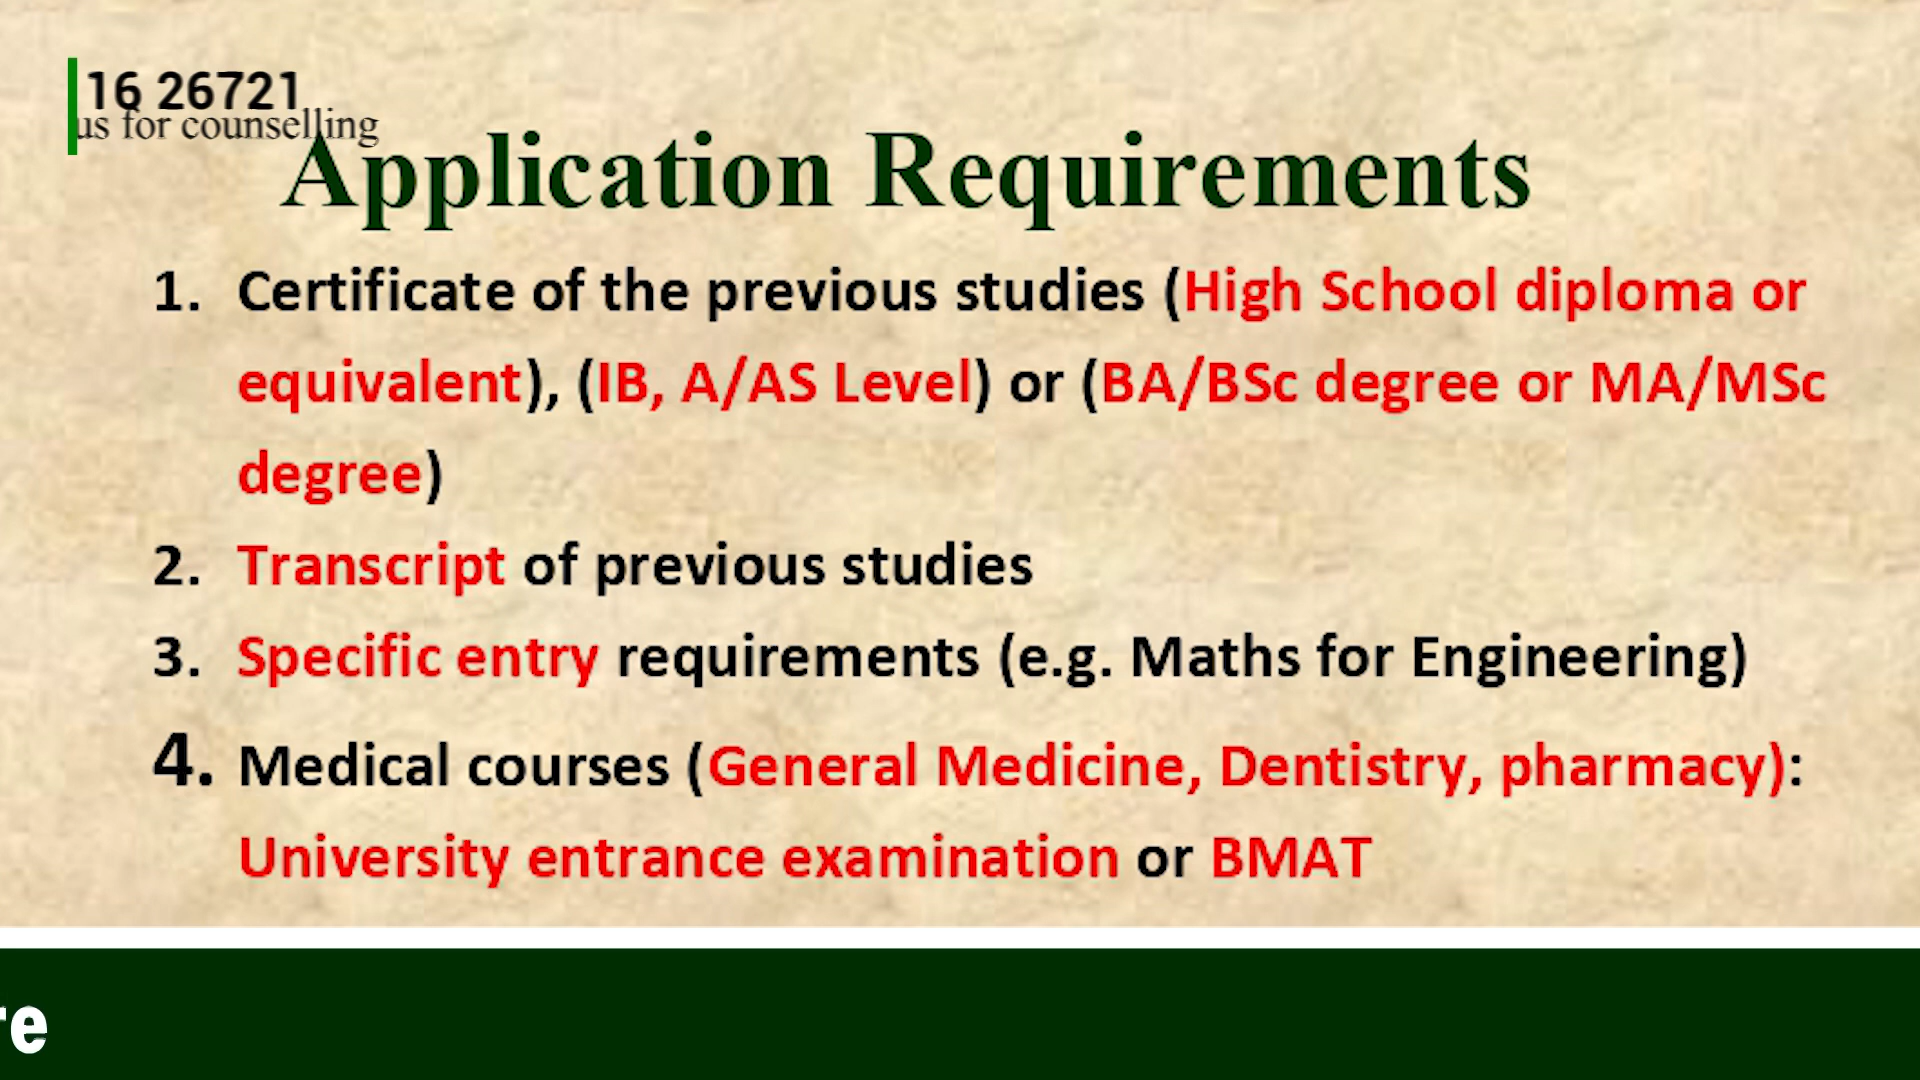 16 26721
us for counselling
Application Requirements
1. Certificate of the previous studies (High School diploma or
equivalent), (IB, A/AS Level) or (BA/BSc degree or MA/MSc
degree)
2. Transcript of previous studies
3. Specific entry requirements (e.g. Maths for Engineering)
4. Medical courses (General Medicine, Dentistry, pharmacy):
University entrance examination or BMAT
re